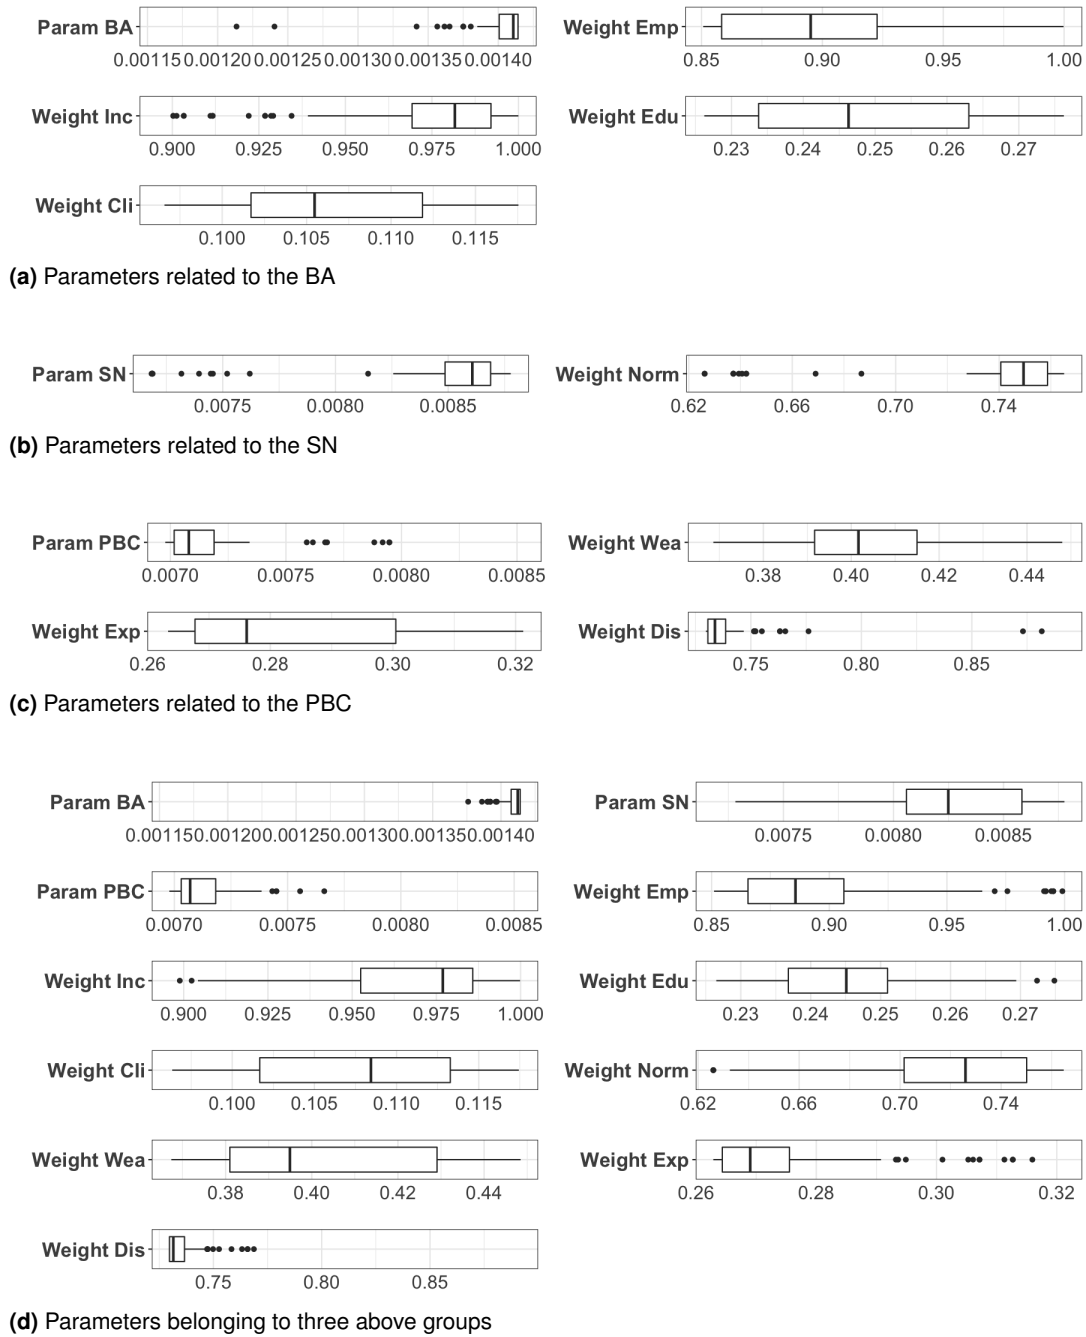 Param BA
0.00115 0.00120 0.00125 0.00130 0.00135 0.00140
Weight Emp
0.85 0.90 0.95 1.00
Weight Inc
0.900 0.925 0.950 0.975 1.000
Weight Edu
0.23 0.24 0.25 0.26 0.27
Weight Cli
0.100 0.105 0.110 0.115
(a) Parameters related to the BA
Param SN
0.0075 0.0080 0.0085
Weight Norm
0.62 0.66 0.70 0.74
(b) Parameters related to the SN
Param PBC
0.0070 0.0075 0.0080 0.0085
Weight Wea
0.38 0.40 0.42 0.44
Weight Exp
0.26 0.28 0.30 0.32
Weight Dis
0.75 0.80 0.85
(c) Parameters related to the PBC
Param BA
0.00115 0.00120 0.00125 0.00130 0.00135 0.00140
Param SN
0.0075 0.0080 0.0085
Param PBC
0.0070 0.0075 0.0080 0.0085
Weight Emp
0.85 0.90 0.95 1.00
Weight Inc
0.900 0.925 0.950 0.975 1.000
Weight Edu
0.23 0.24 0.25 0.26 0.27
Weight Cli
0.100 0.105 0.110 0.115
Weight Norm
0.62 0.66 0.70 0.74
Weight Wea
0.38 0.40 0.42 0.44
Weight Exp
0.26 0.28 0.30 0.32
Weight Dis
0.75 0.80 0.85
(d) Parameters belonging to three above groups